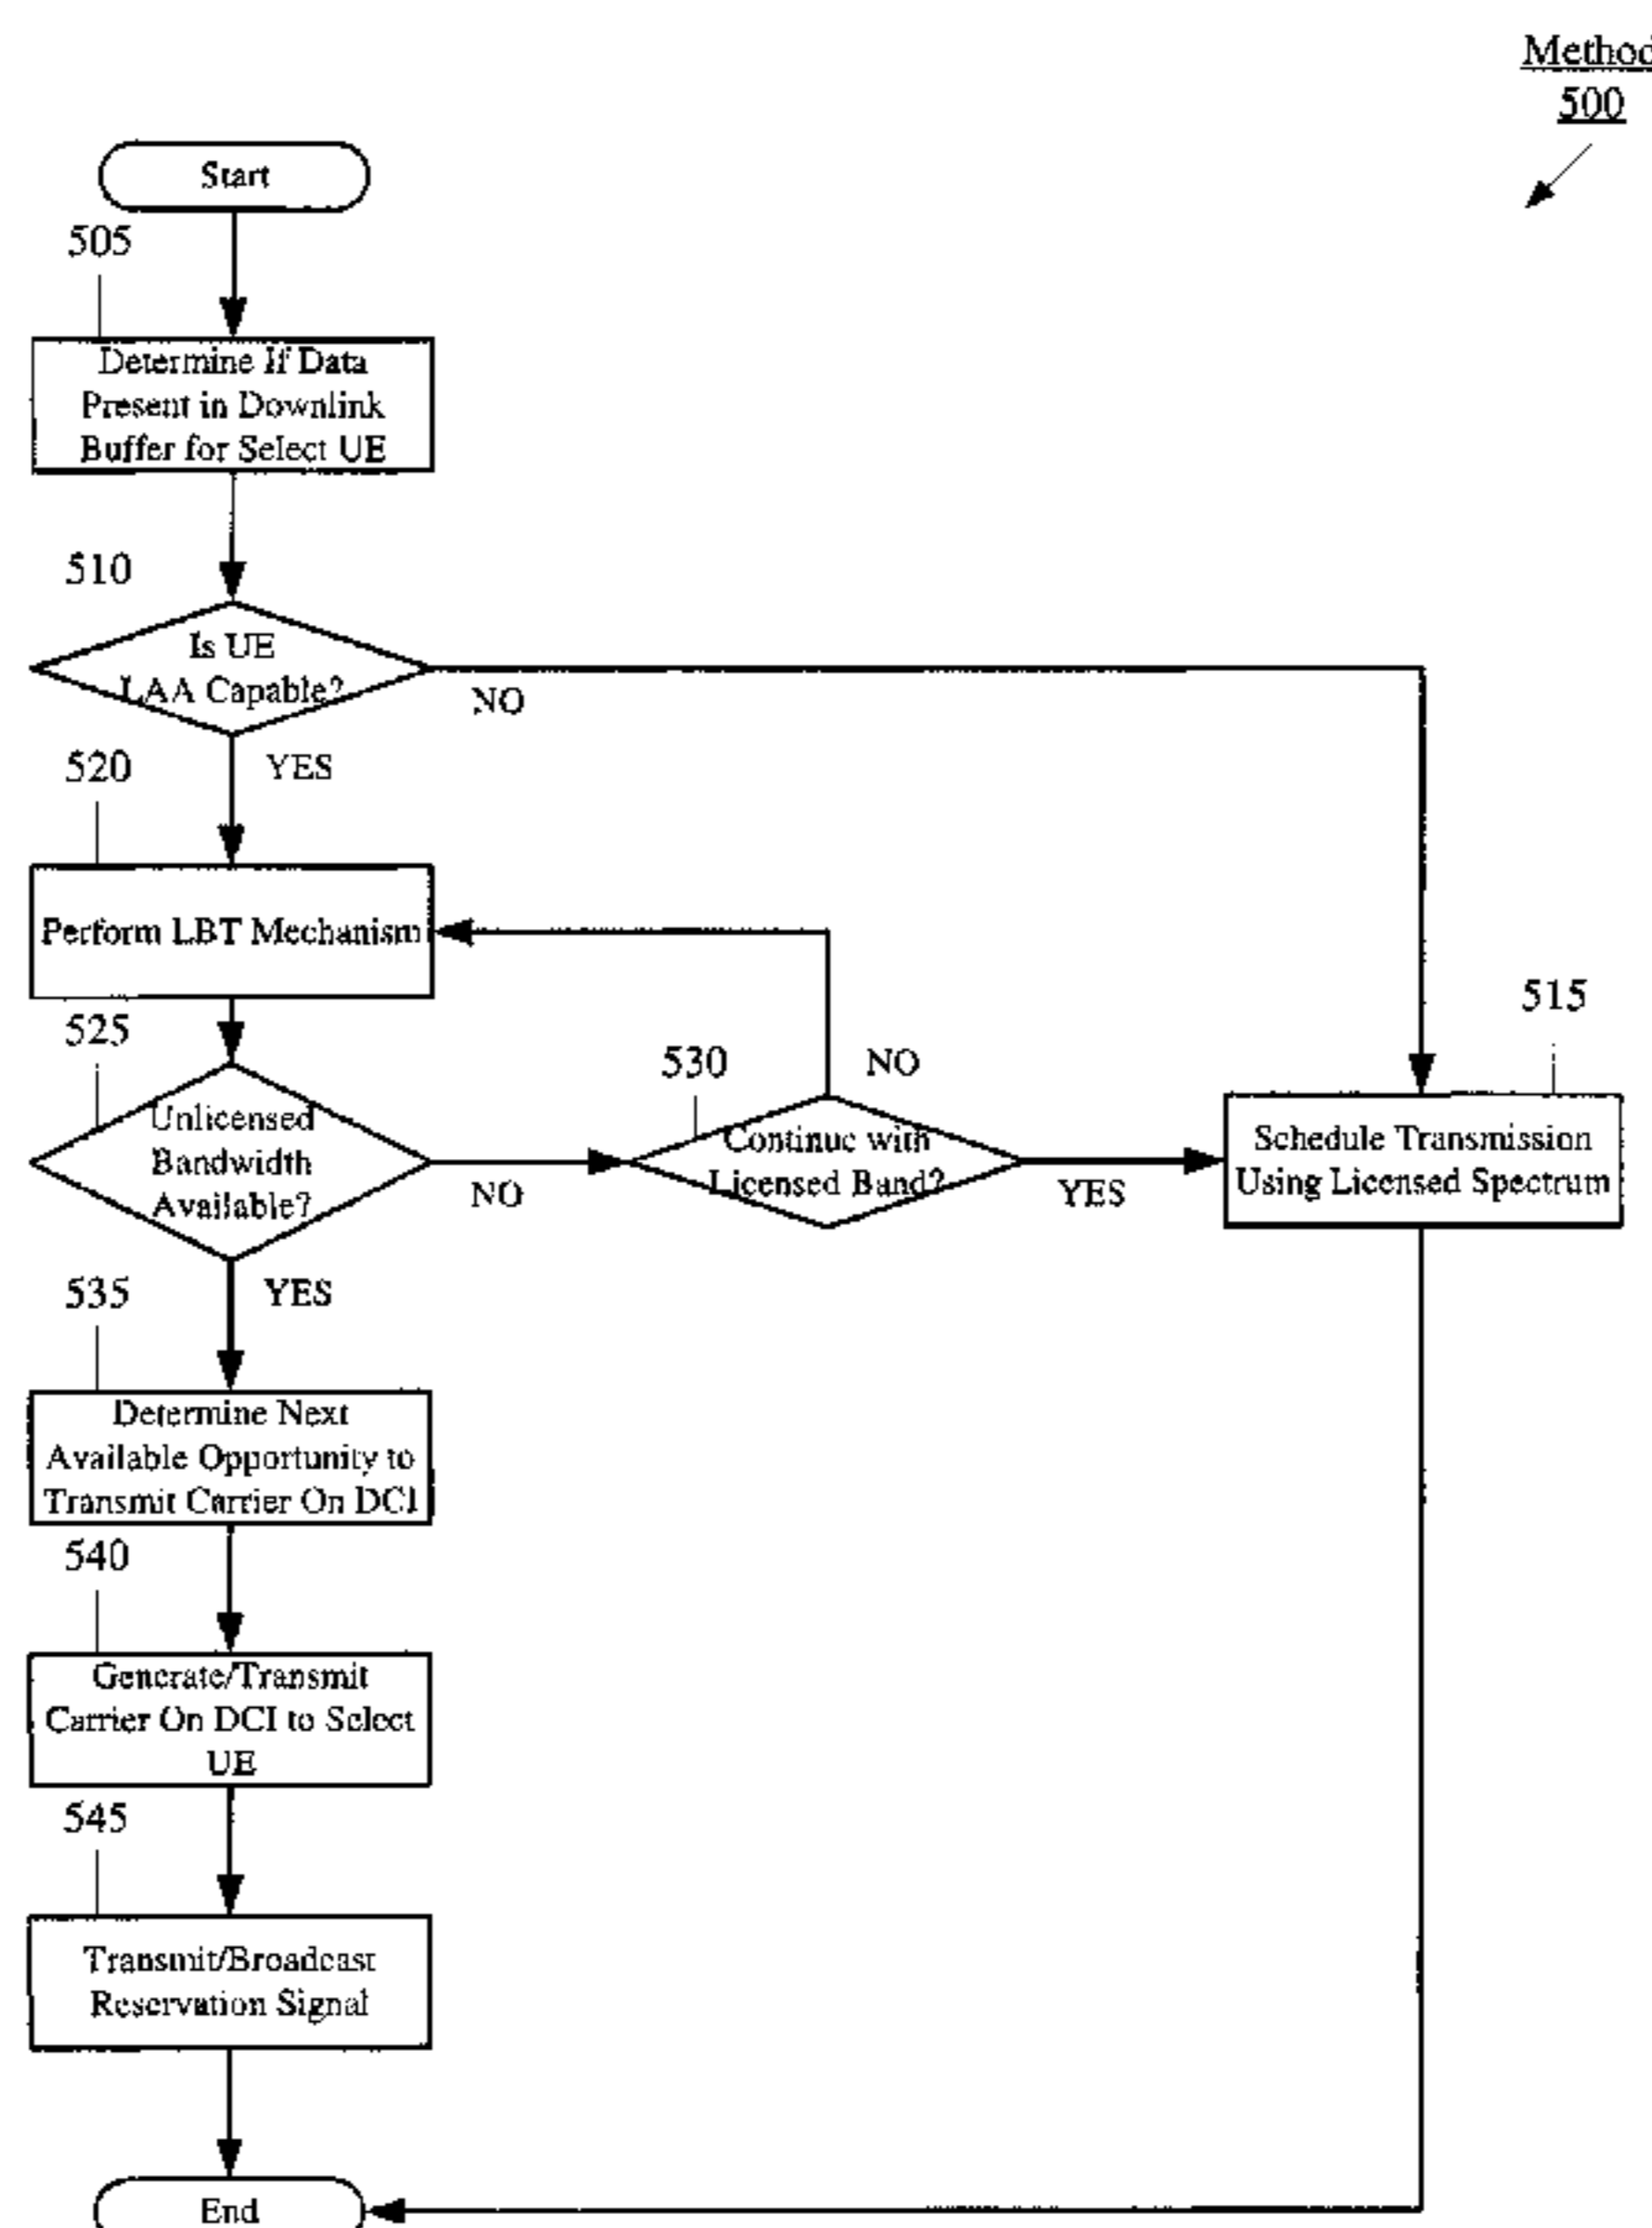 Method
500
Start
505
Determine If Data
Present in Downlink
Buffer for Select UE
510
Is UE
LAA Capable?
NO
YES
520
Perform LBT Mechanism
525
Unlicensed
Bandwidth
Available?
NO
530
Continue with
Licensed Band?
NO
YES
515
Schedule Transmission
Using Licensed Spectrum
YES
535
Determine Next
Available Opportunity to
Transmit Carrier On DCI
540
Generate/Transmit
Carrier On DCI to Select
UE
545
Transmit/Broadcast
Reservation Signal
End